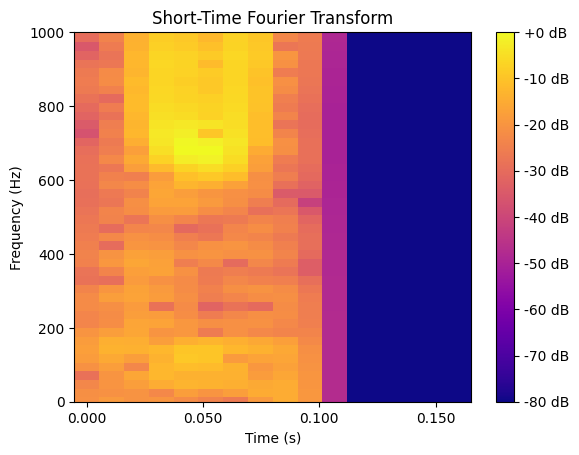 Short-Time Fourier Transform
1000
800
600
400
200
0
Frequency (Hz)
0.000
0.050
0.100
0.150
Time (s)
+0 dB
-10 dB
-20 dB
-30 dB
-40 dB
-50 dB
-60 dB
-70 dB
-80 dB